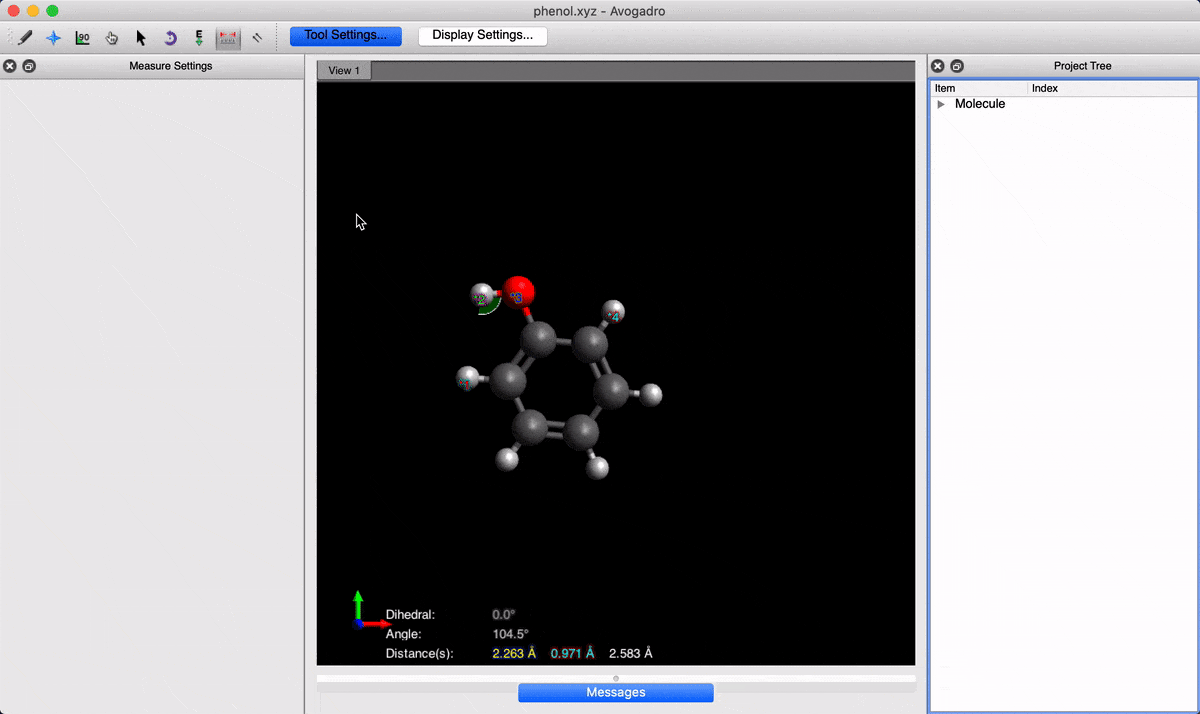 phenol.xyz - Avogadro
90 E Tool Settings... Display Settings...
Measure Settings
View 1
Project Tree
Item Index
Molecule
*2 *3
*4
*1
Dihedral: 0.0°
Angle: 104.5°
Distance(s): 2.263 Å 0.971 Å 2.583 Å
Messages